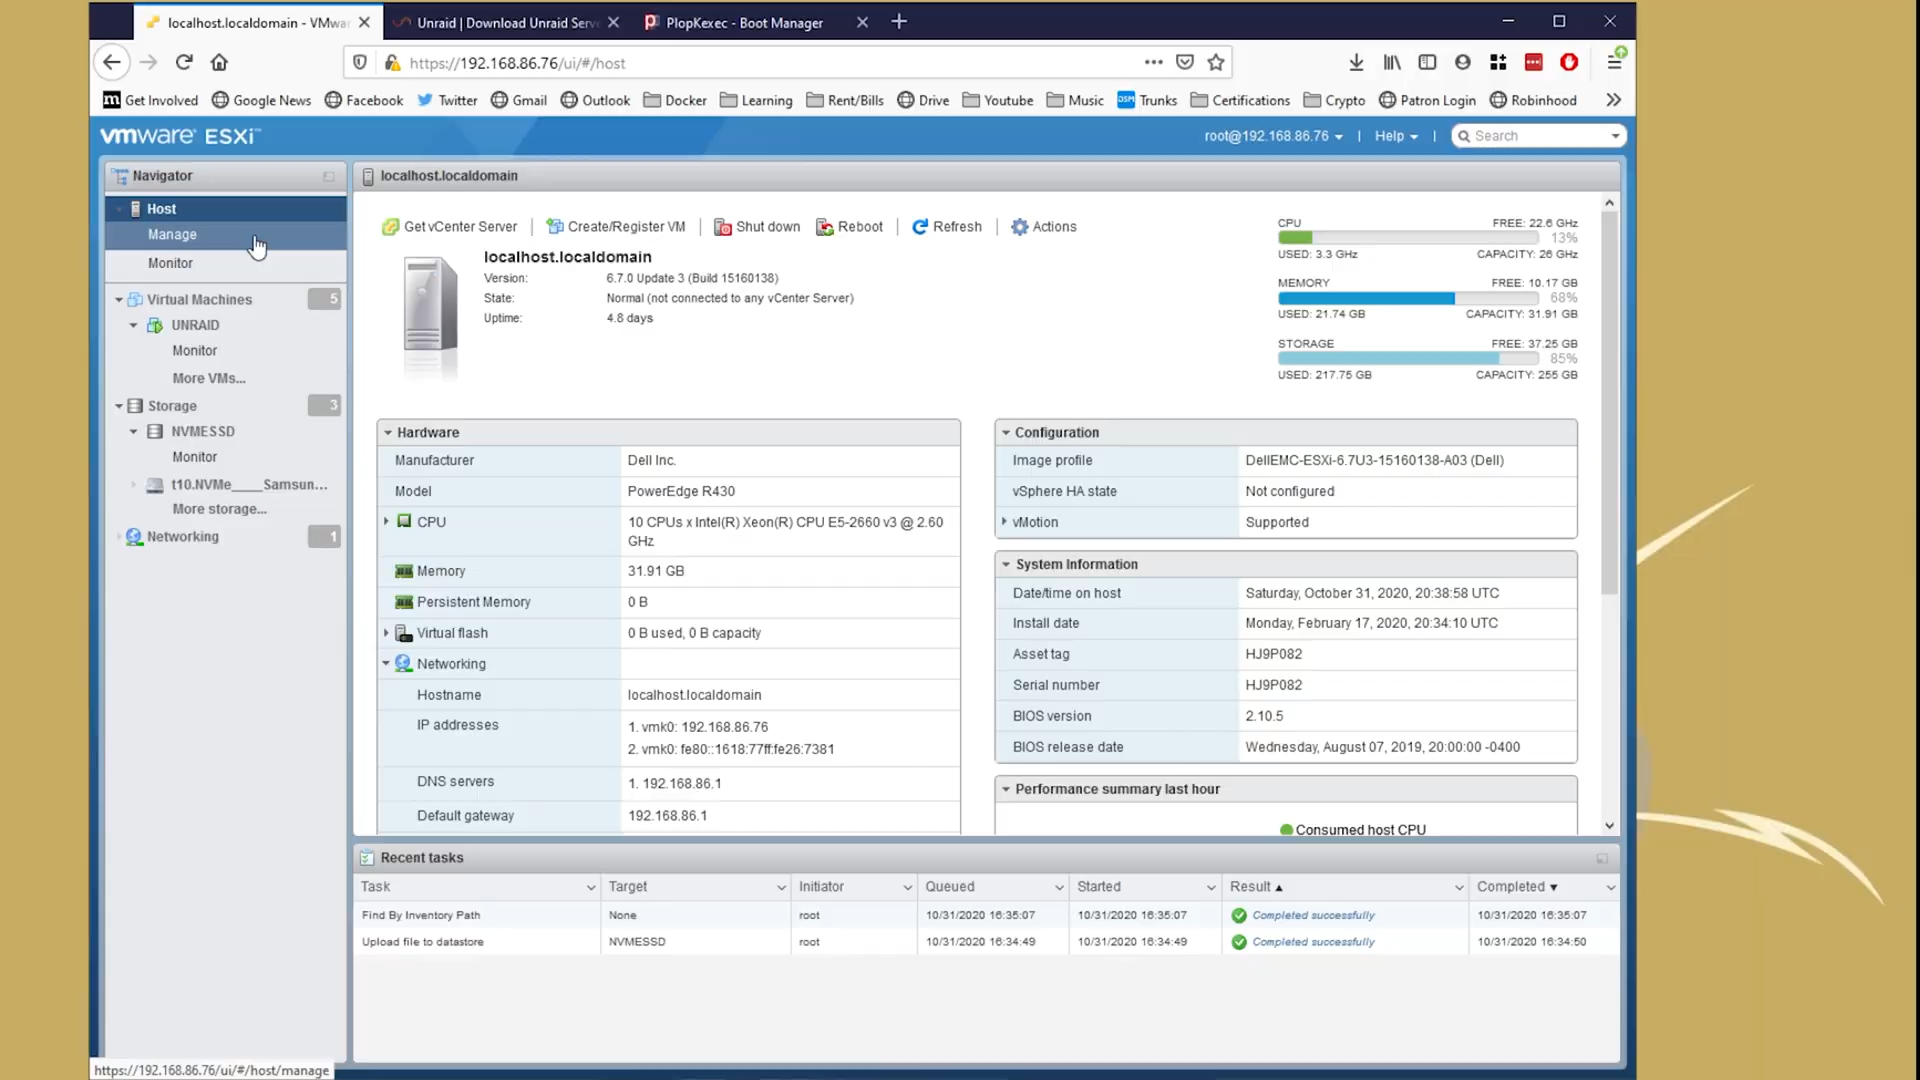 localhost.localdomain - VMwar
Unraid | Download Unraid Serve
PlopKexec - Boot Manager
https://192.168.86.76/ui/#/host
Get Involved
Google News
Facebook
Twitter
Gmail
Outlook
Docker
Learning
Rent/Bills
Drive
Youtube
Music
DSM Trunks
Certifications
Crypto
Patron Login
Robinhood
vmware ESXi™
root@192.168.86.76 | Help | Search
Navigator
Host
Manage
Monitor
Virtual Machines 5
UNRAID
Monitor
More VMs...
Storage 3
NVMESSD
Monitor
t10.NVMe____Samsun...
More storage...
Networking 1
localhost.localdomain
Get vCenter Server | Create/Register VM | Shut down Reboot | Refresh | Actions
localhost.localdomain
Version: 6.7.0 Update 3 (Build 15160138)
State: Normal (not connected to any vCenter Server)
Uptime: 4.8 days
CPU FREE: 22.6 GHz
13%
USED: 3.3 GHz CAPACITY: 26 GHz
MEMORY FREE: 10.17 GB
68%
USED: 21.74 GB CAPACITY: 31.91 GB
STORAGE FREE: 37.25 GB
85%
USED: 217.75 GB CAPACITY: 255 GB
Hardware
Manufacturer Dell Inc.
Model PowerEdge R430
CPU 10 CPUs x Intel(R) Xeon(R) CPU E5-2660 v3 @ 2.60
GHz
Memory 31.91 GB
Persistent Memory 0 B
Virtual flash 0 B used, 0 B capacity
Networking
Hostname localhost.localdomain
IP addresses 1. vmk0: 192.168.86.76
2. vmk0: fe80::1618:77ff:fe26:7381
DNS servers 1. 192.168.86.1
Default gateway 192.168.86.1
Configuration
Image profile DellEMC-ESXi-6.7U3-15160138-A03 (Dell)
vSphere HA state Not configured
vMotion Supported
System Information
Date/time on host Saturday, October 31, 2020, 20:38:58 UTC
Install date Monday, February 17, 2020, 20:34:10 UTC
Asset tag HJ9P082
Serial number HJ9P082
BIOS version 2.10.5
BIOS release date Wednesday, August 07, 2019, 20:00:00 -0400
Performance summary last hour
Consumed host CPU
Recent tasks
Task Target Initiator Queued Started Result Completed
Find By Inventory Path None root 10/31/2020 16:35:07 10/31/2020 16:35:07 Completed successfully 10/31/2020 16:35:07
Upload file to datastore NVMESSD root 10/31/2020 16:34:49 10/31/2020 16:34:49 Completed successfully 10/31/2020 16:34:50
https://192.168.86.76/ui/#/host/manage